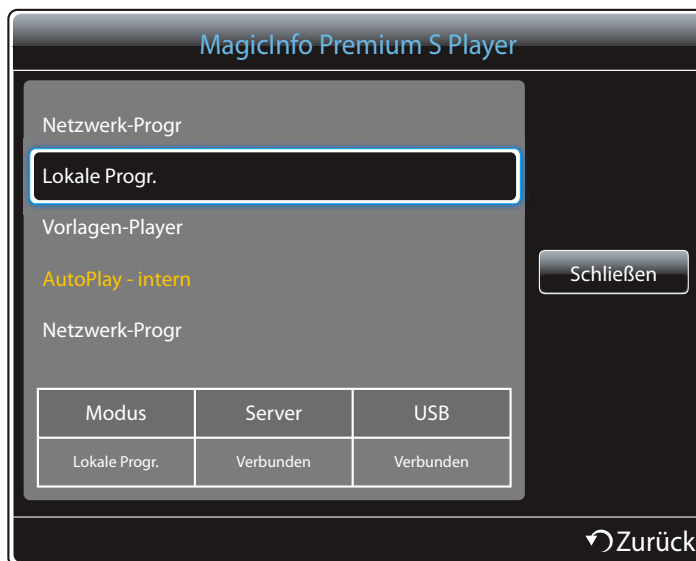 MagicInfo Premium S Player
Netzwerk-Progr
Lokale Progr.
Vorlagen-Player
AutoPlay - intern
Netzwerk-Progr
Schließen
Modus Server USB
Lokale Progr. Verbunden Verbunden
Zurück